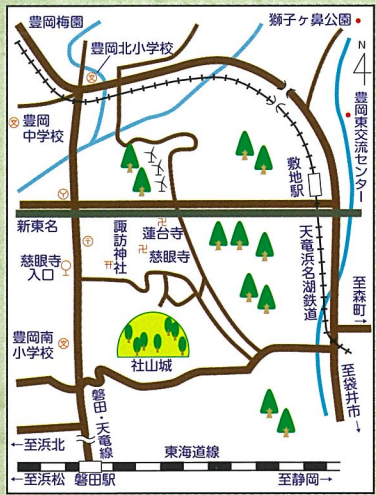 豊岡梅園
獅子ヶ鼻公園
豊岡北小学校
N
豊岡
中学校
豊岡東交流センター
敷地駅
新東名
諏訪神社
蓮台寺
慈眼寺
慈眼寺
入口
天竜浜名湖鉄道
至森町→
豊岡南
小学校
社山城
至袋井市→
磐田・天竜線
←至浜北
東海道線
←至浜松
磐田駅
至静岡→